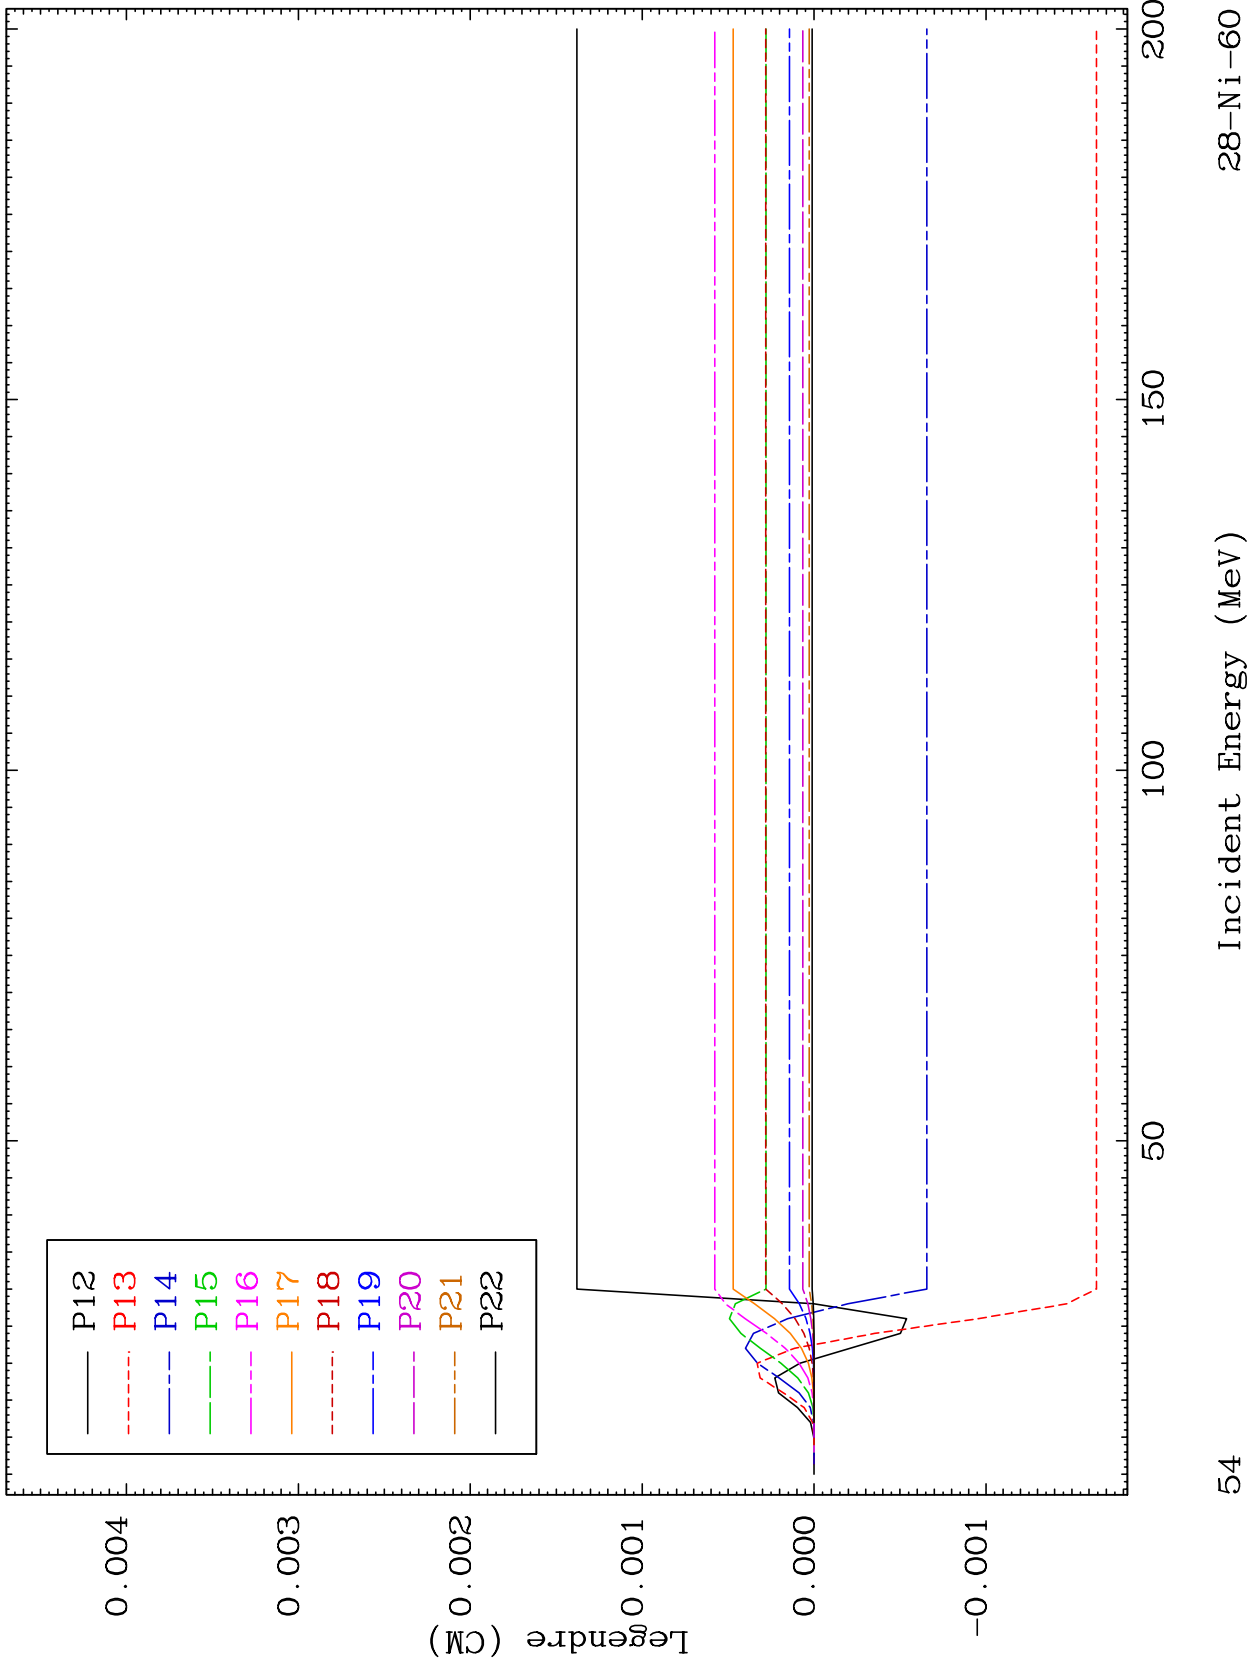 P12
P13
P14
P15
P16
P17
P18
P19
P20
P21
P22
0.004
0.003
0.002
0.001
0.000
-0.001
Legendre (CM)
50
100
150
200
Incident Energy (MeV)
54
28-Ni-60